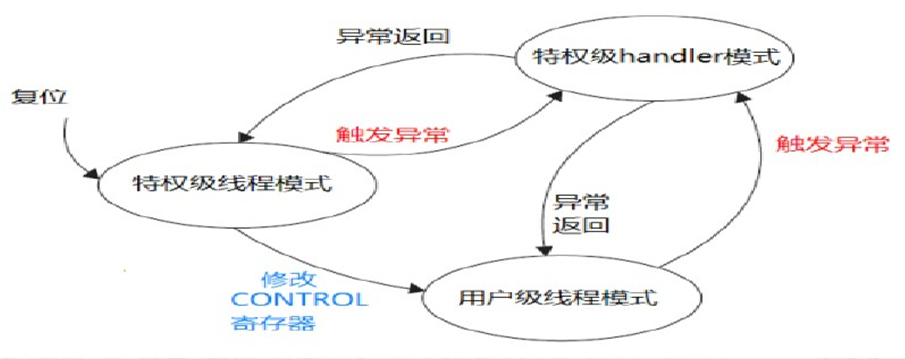 异常返回
特权级handler模式
复位
触发异常
触发异常
特权级线程模式
异常
返回
修改
CONTROL
寄存器
用户级线程模式